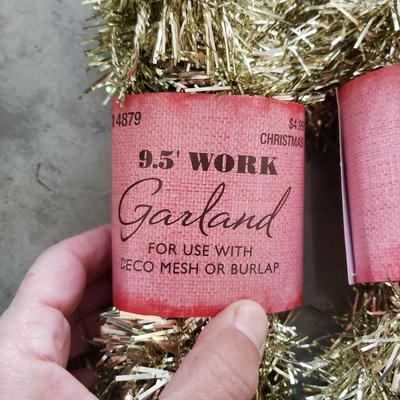 14879
$4.99
CHRISTMAS
9.5' WORK
Garland
FOR USE WITH
DECO MESH OR BURLAP